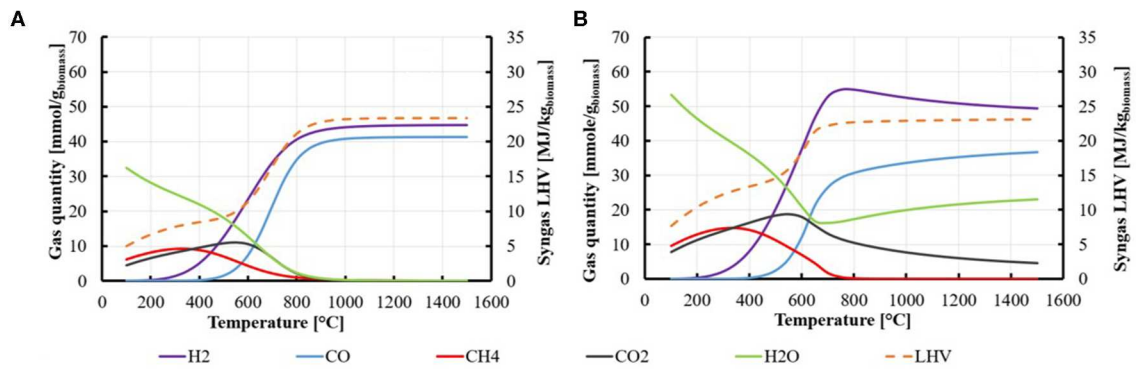 A
B
70
60
50
40
30
20
10
0
Gas quantity [mmol/gbiomass]
35
30
25
20
15
10
5
0
Syngas LHV [MJ/kgbiomass]
0 200 400 600 800 1000 1200 1400 1600
Temperature [°C]
70
60
50
40
30
20
10
0
Gas quantity [mmole/gbiomass]
35
30
25
20
15
10
5
0
Syngas LHV [MJ/kgbiomass]
0 200 400 600 800 1000 1200 1400 1600
Temperature [°C]
H2 CO CH4 CO2 H2O LHV